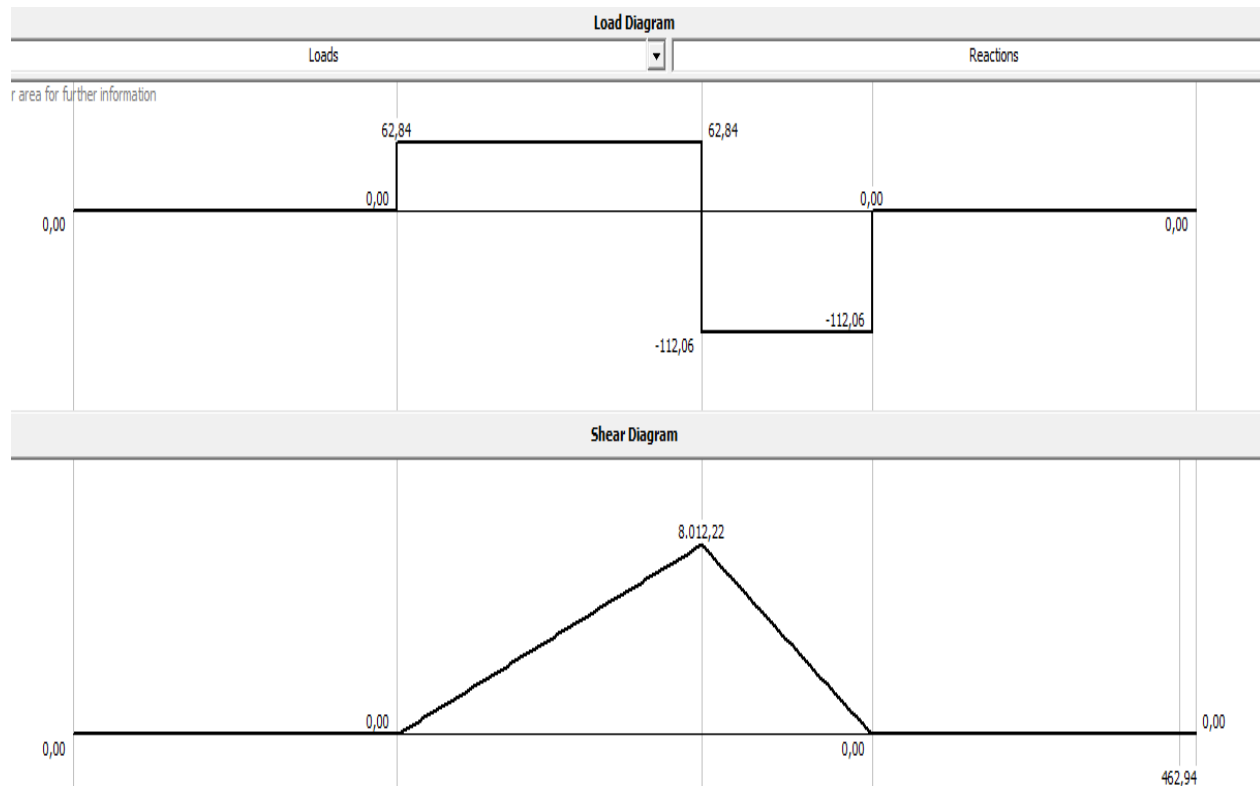 Load Diagram
Loads
Reactions
r area for further information
62,84
62,84
0,00
0,00
0,00
0,00
-112,06
-112,06
Shear Diagram
8.012,22
0,00
0,00
0,00
0,00
462,94